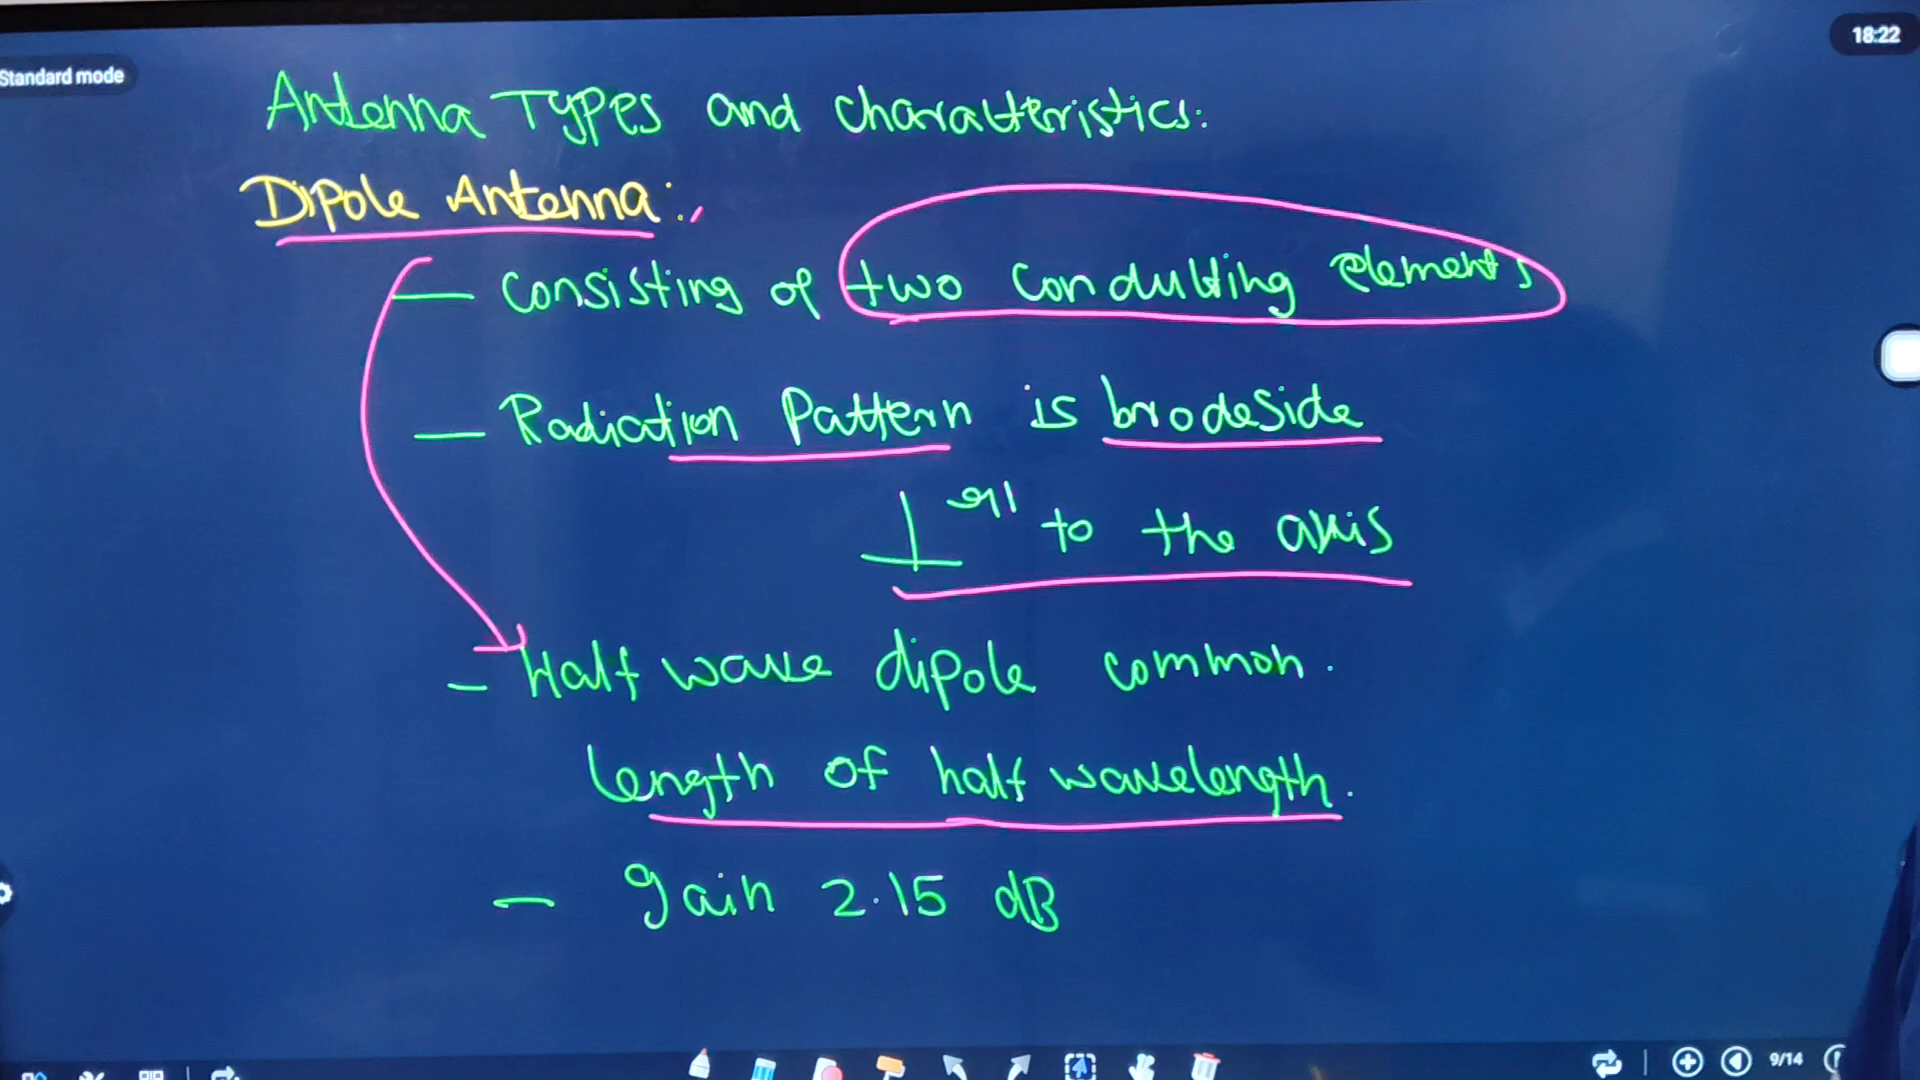 18:22
Standard mode
Antenna Types and characteristics:
Dipole Antenna:
— Consisting of two conducting elements
— Radiation Pattern is brodeside
⊥ to the axis
- Half wave dipole common.
length of half wavelength.
- gain 2.15 dB
9/14